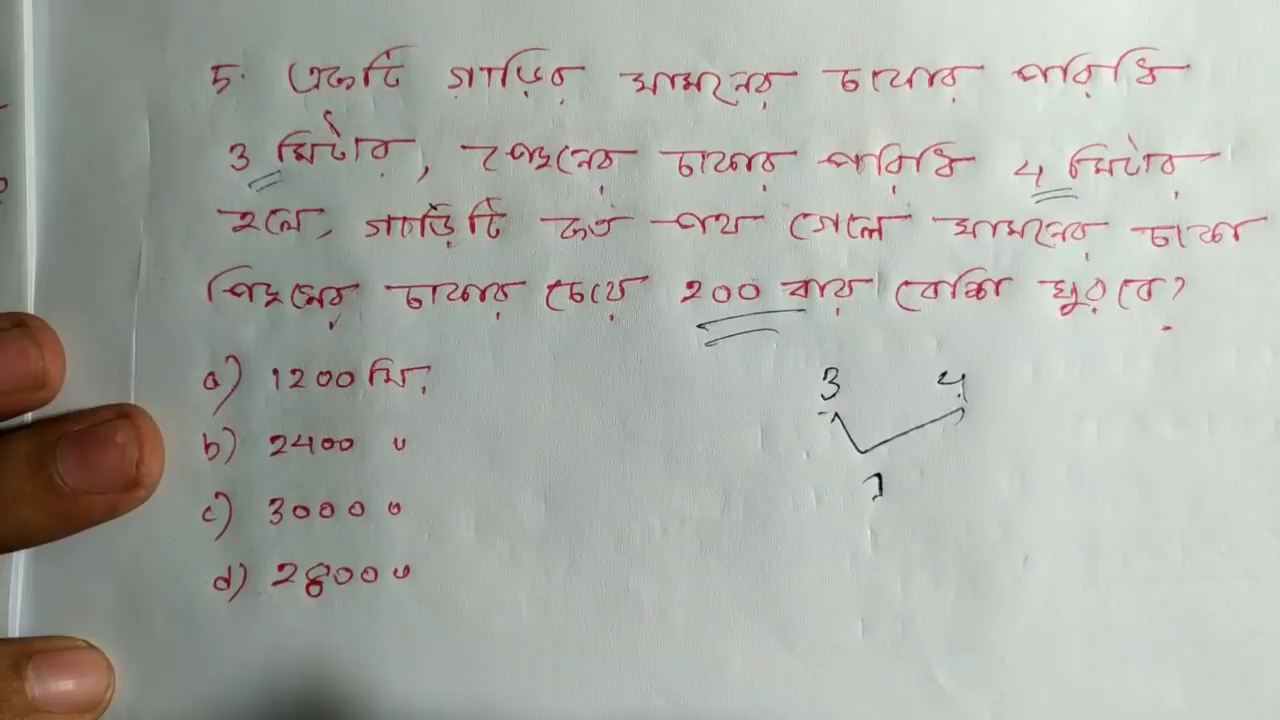 5. একটি গাড়ির সামনের চাকার পরিধি
3 মিটার, পেছনের চাকার পরিধি 4 মিটার
হলে, গাড়িটি কত পথ গেলে সামনের চাকা
পিছনের চাকার চেয়ে 200 বার বেশি ঘুরবে?
a) 1200 মি.
b) 2400 "
c) 3000 "
d) 2800 "
3 4
1